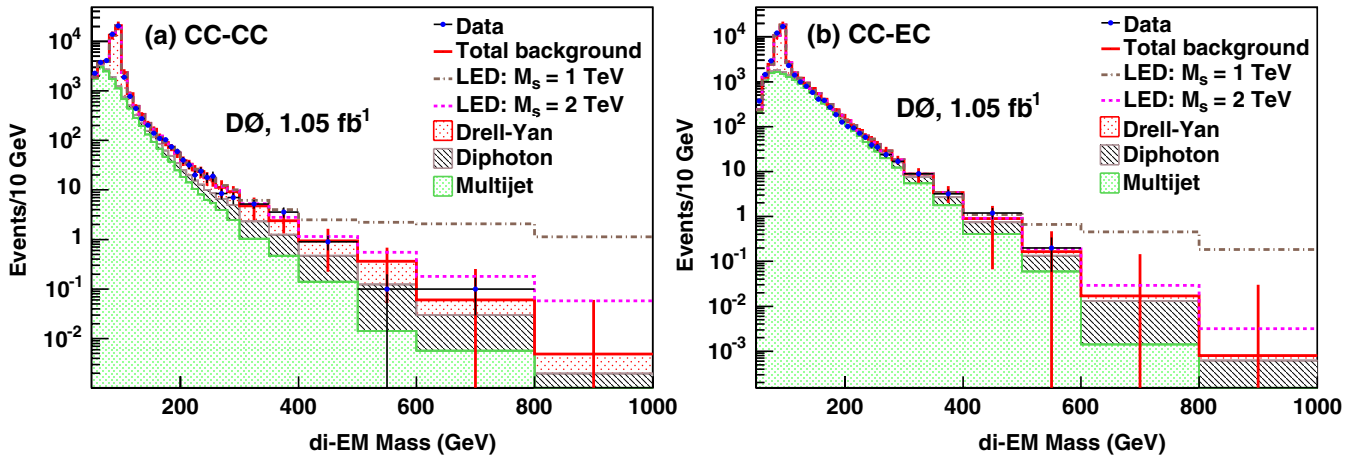 (a) CC-CC
DØ, 1.05 fb⁻¹
Data
Total background
LED: Mₛ = 1 TeV
LED: Mₛ = 2 TeV
Drell-Yan
Diphoton
Multijet
Events/10 GeV
10⁴
10³
10²
10
1
10⁻¹
10⁻²
200 400 600 800 1000
di-EM Mass (GeV)
(b) CC-EC
DØ, 1.05 fb⁻¹
Data
Total background
LED: Mₛ = 1 TeV
LED: Mₛ = 2 TeV
Drell-Yan
Diphoton
Multijet
Events/10 GeV
10⁴
10³
10²
10
1
10⁻¹
10⁻²
10⁻³
200 400 600 800 1000
di-EM Mass (GeV)